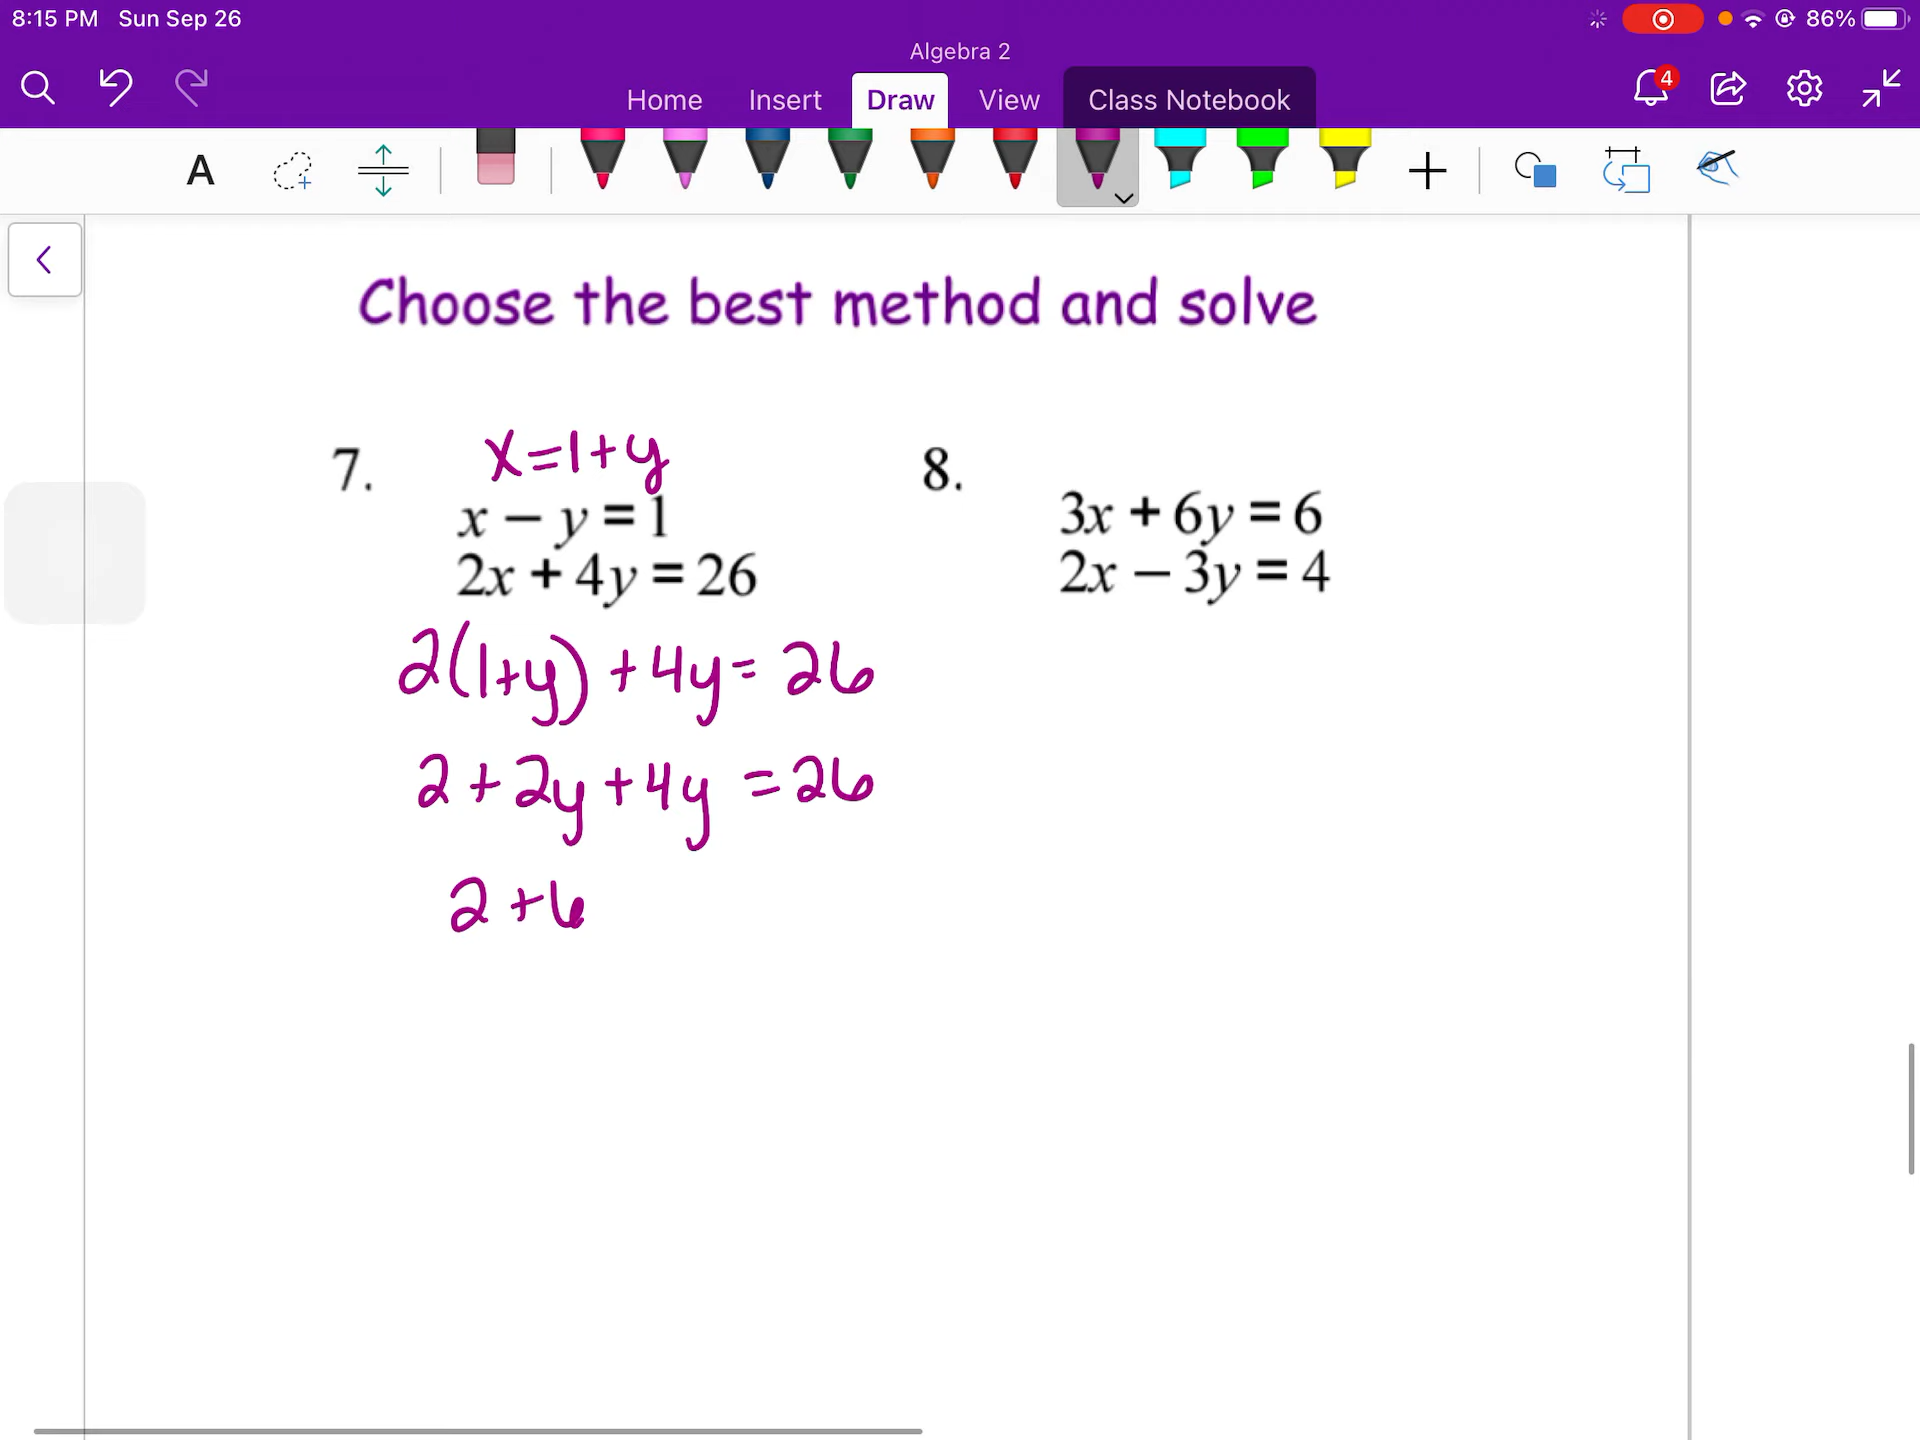 8:15 PM Sun Sep 26
86%
Algebra 2
Home Insert Draw View Class Notebook
4
A
Choose the best method and solve
7.
x=1+y
x − y = 1
2x + 4y = 26
2(1+y) +4y= 26
2 + 2y +4y = 26
2 +6
8.
3x + 6y = 6
2x − 3y = 4